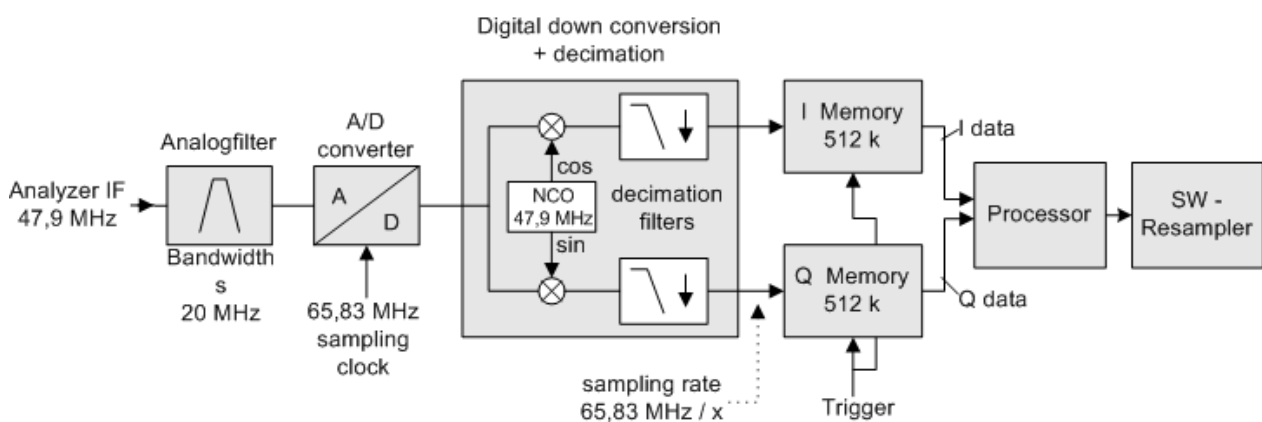 Digital down conversion
+ decimation
Analogfilter
A/D
converter
Analyzer IF
47,9 MHz
A
D
Bandwidth
s
20 MHz
65,83 MHz
sampling
clock
cos
NCO
47,9 MHz
sin
decimation
filters
I Memory
512 k
Q Memory
512 k
I data
Q data
Processor
SW -
Resampler
sampling rate
65,83 MHz / x
Trigger